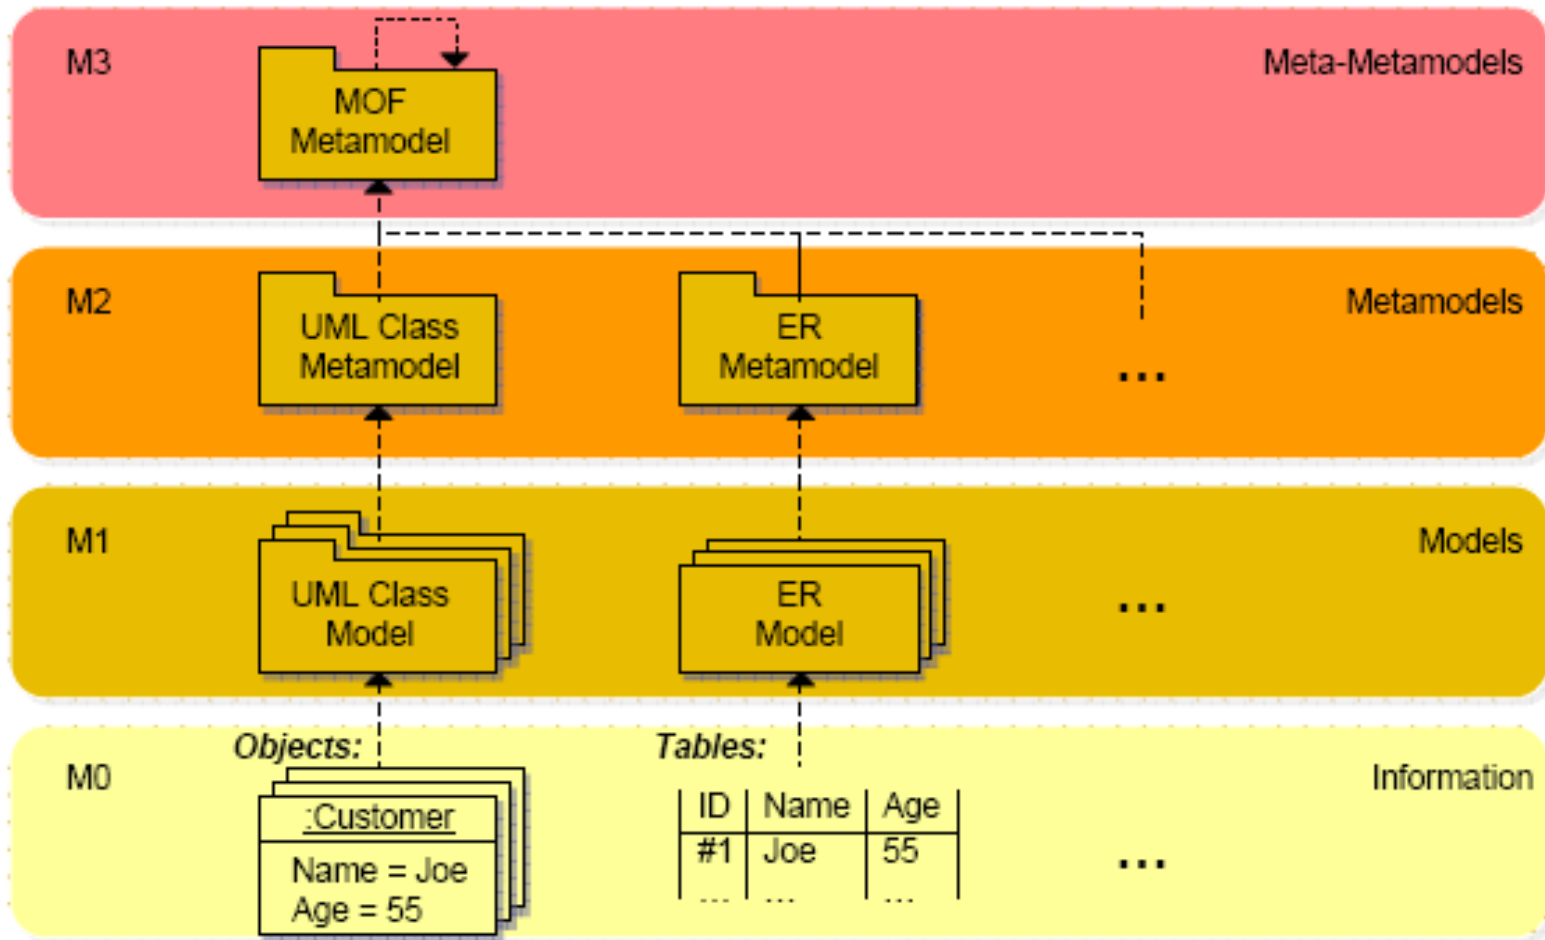 M3
MOF
Metamodel
Meta-Metamodels
M2
UML Class
Metamodel
ER
Metamodel
...
Metamodels
M1
UML Class
Model
ER
Model
...
Models
M0
Objects:
:Customer
Name = Joe
Age = 55
Tables:
ID Name Age
#1 Joe 55
... ... ...
...
Information